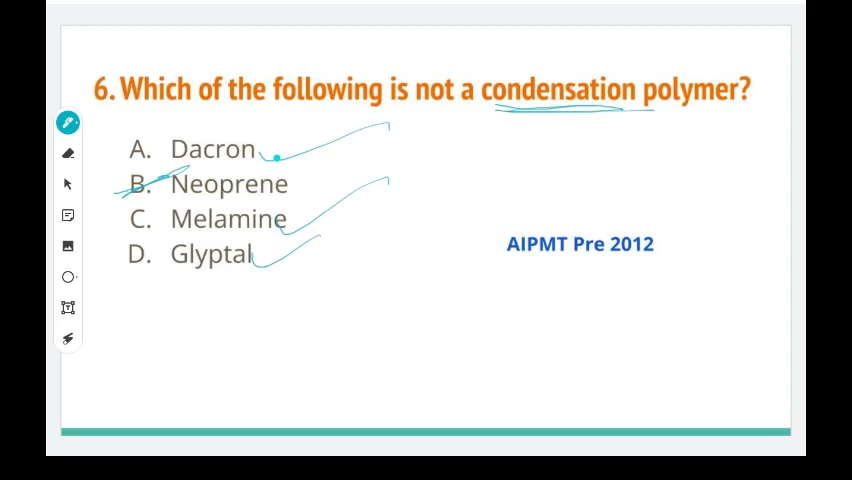 6. Which of the following is not a condensation polymer?
A. Dacron
B. Neoprene
C. Melamine
D. Glyptal
AIPMT Pre 2012